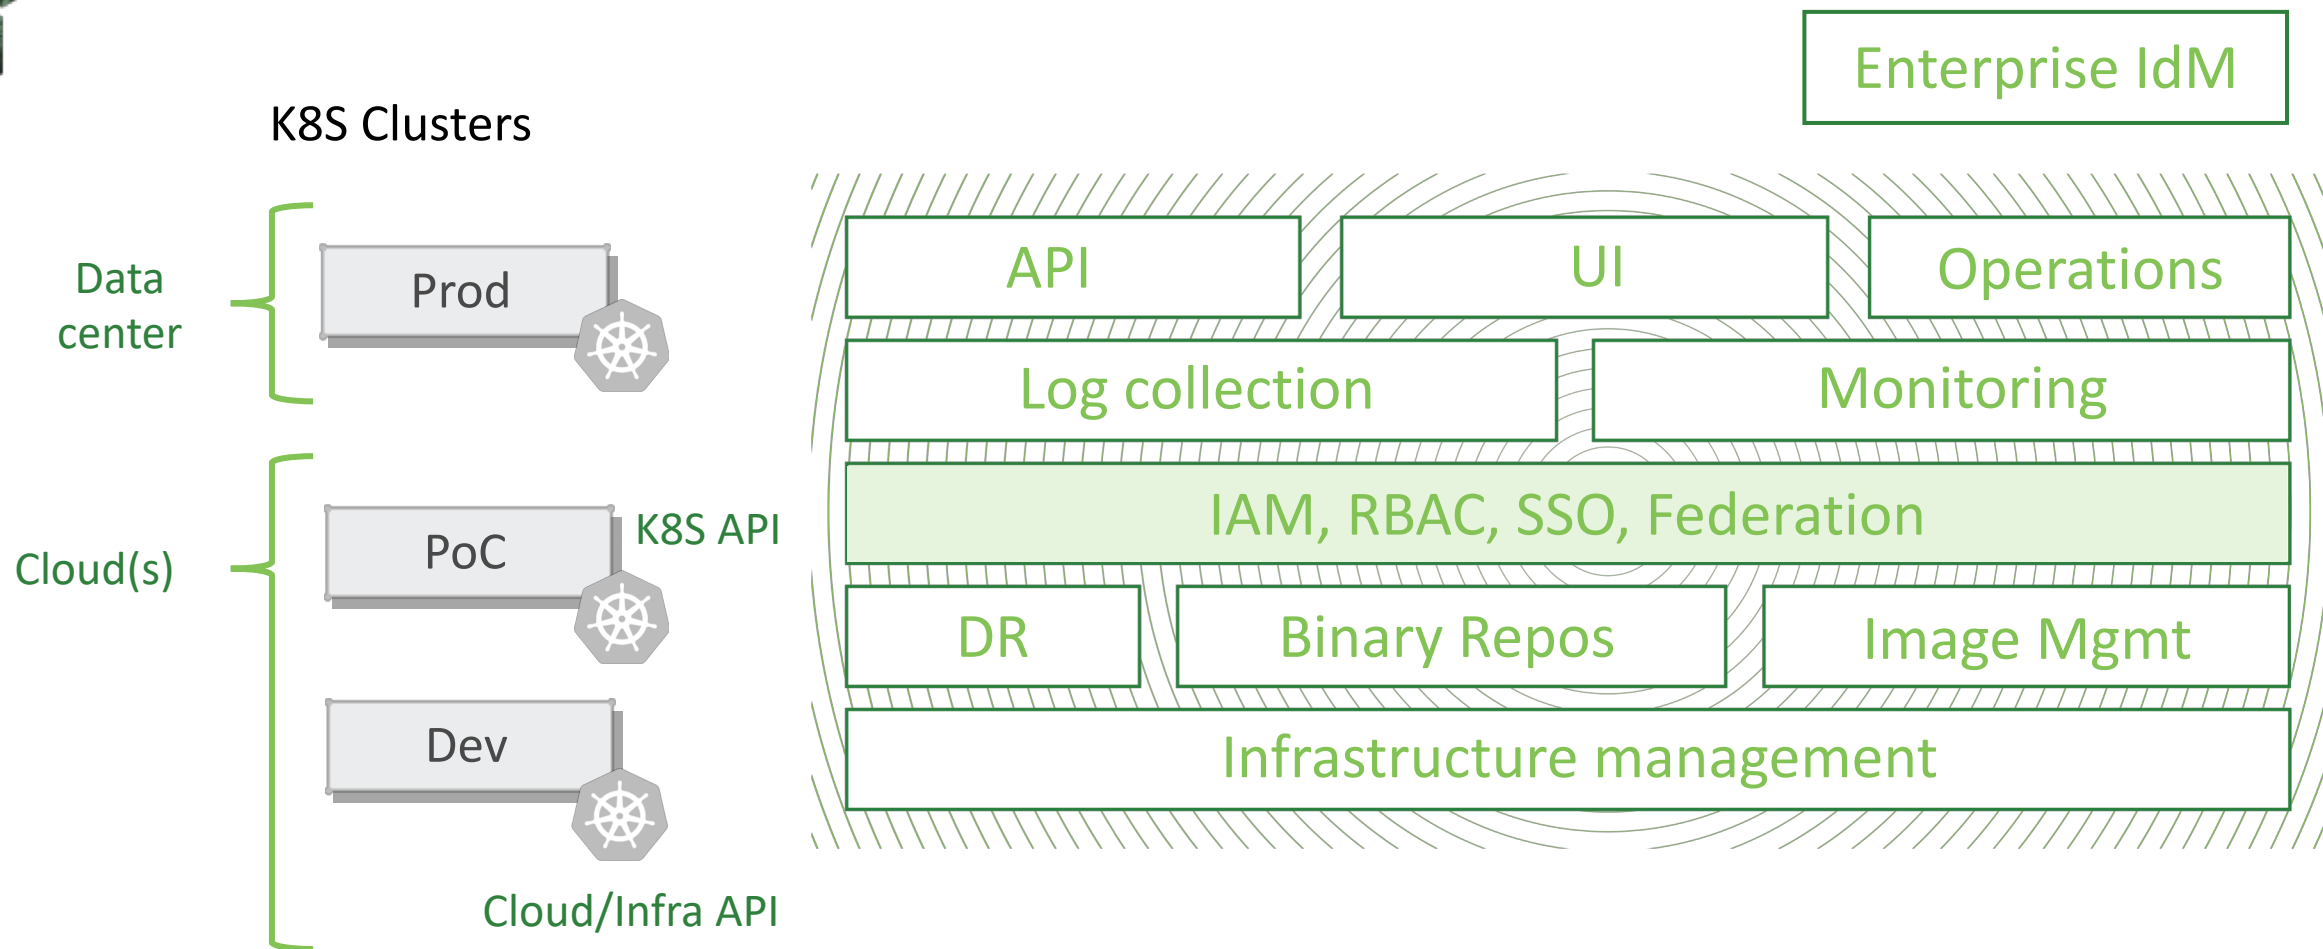 Enterprise IdM
K8S Clusters
Data
center
Prod
Cloud(s)
PoC
K8S API
Dev
Cloud/Infra API
API
UI
Operations
Log collection
Monitoring
IAM, RBAC, SSO, Federation
DR
Binary Repos
Image Mgmt
Infrastructure management